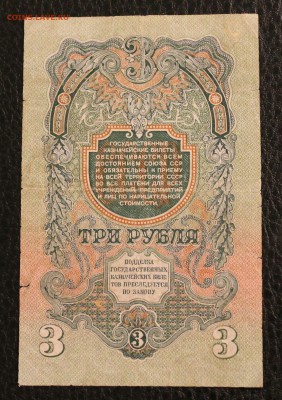 COINS.SU
3
ГОСУДАРСТВЕННЫЕ
КАЗНАЧЕЙСКИЕ БИЛЕТЫ
ОБЕСПЕЧИВАЮТСЯ ВСЕМ
ДОСТОЯНИЕМ СОЮЗА ССР
И ОБЯЗАТЕЛЬНЫ К ПРИЕМУ
НА ВСЕЙ ТЕРРИТОРИИ СССР
ВО ВСЕ ПЛАТЕЖИ ДЛЯ ВСЕХ
УЧРЕЖДЕНИЙ, ПРЕДПРИЯТИЙ
И ЛИЦ ПО НАРИЦАТЕЛЬНОЙ
СТОИМОСТИ.
ТРИ РУБЛЯ
ПОДДЕЛКА
ГОСУДАРСТВЕННЫХ
КАЗНАЧЕЙСКИХ БИЛЕ
ТОВ ПРЕСЛЕДУЕТСЯ
ПО ЗАКОНУ
3 3 3